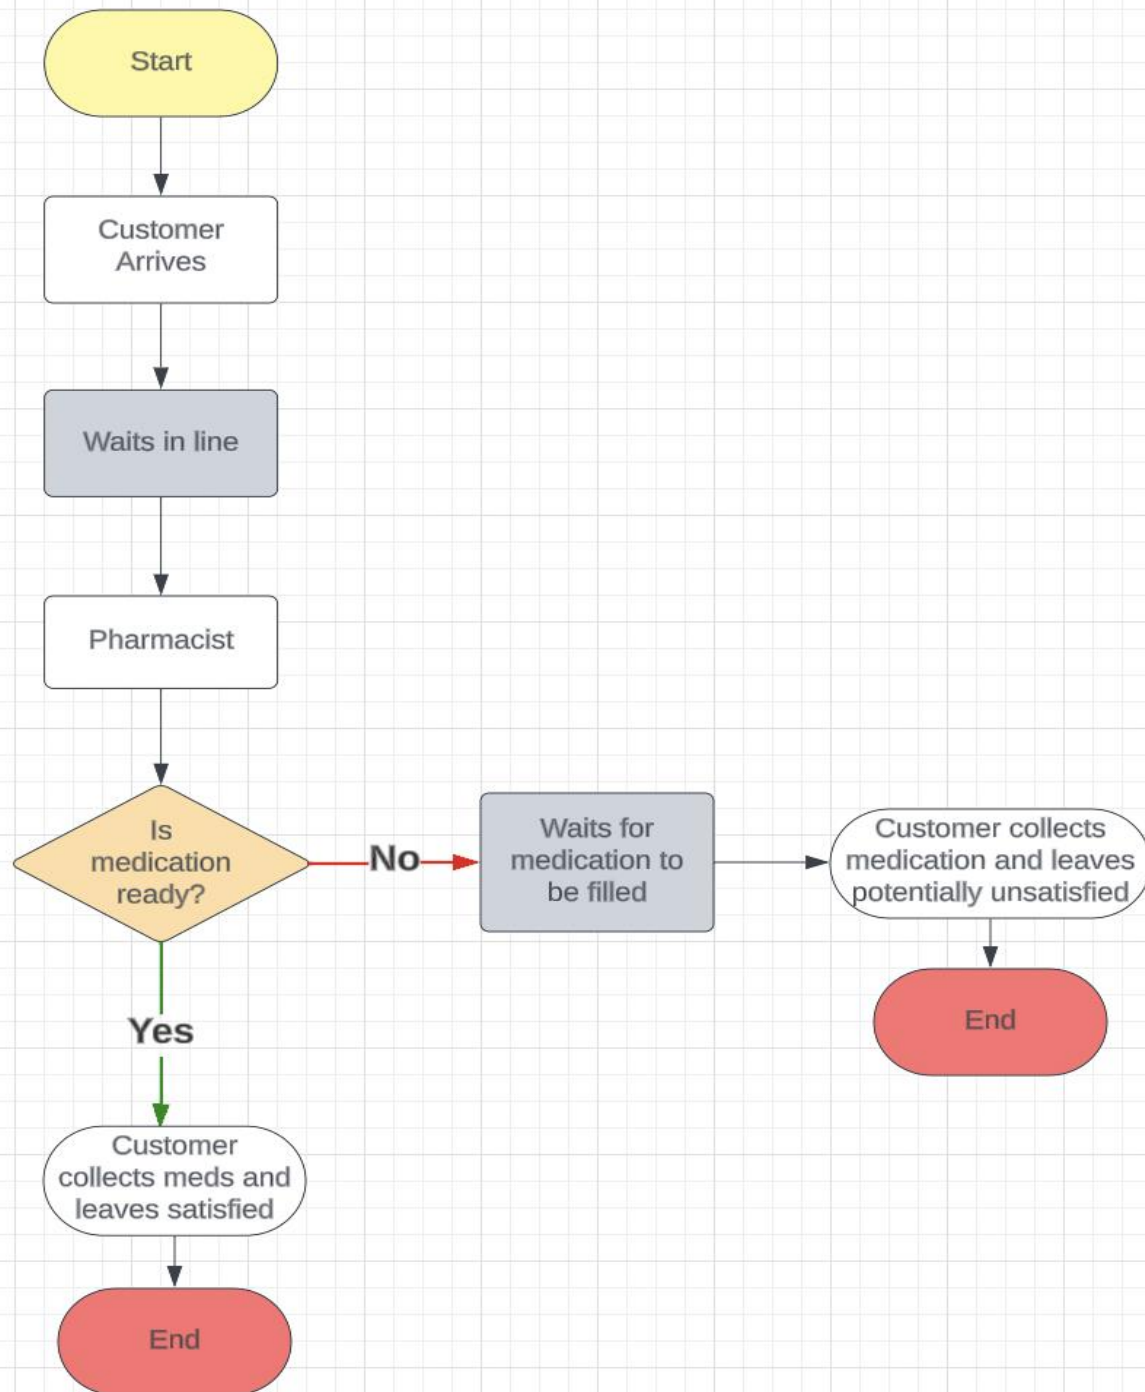 Start
Customer
Arrives
Waits in line
Pharmacist
Is
medication
ready?
No
Waits for
medication to
be filled
Customer collects
medication and leaves
potentially unsatisfied
End
Yes
Customer
collects meds and
leaves satisfied
End